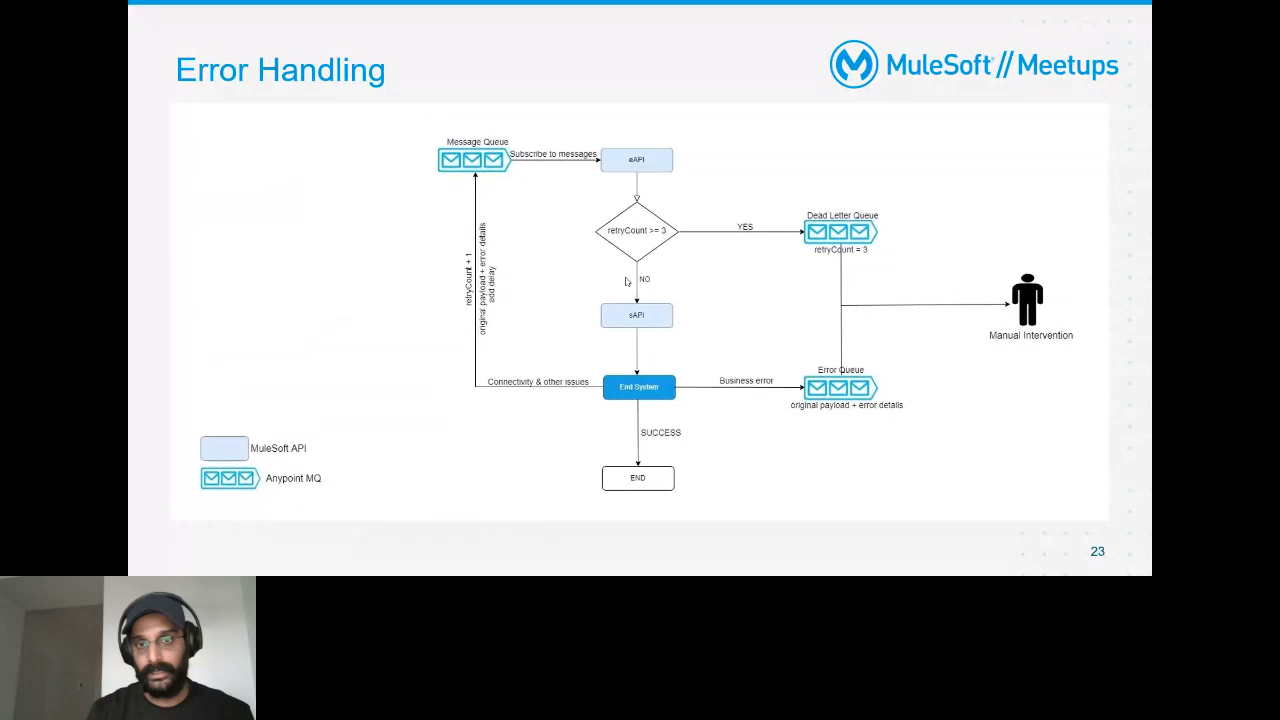 Error Handling
MuleSoft // Meetups
Message Queue
Subscribe to messages
eAPI
retryCount >= 3
YES
Dead Letter Queue
retryCount = 3
NO
retryCount + 1
original payload + error details
add delay
sAPI
Manual Intervention
Connectivity & other issues
End System
Business error
Error Queue
original payload + error details
SUCCESS
MuleSoft API
Anypoint MQ
END
23